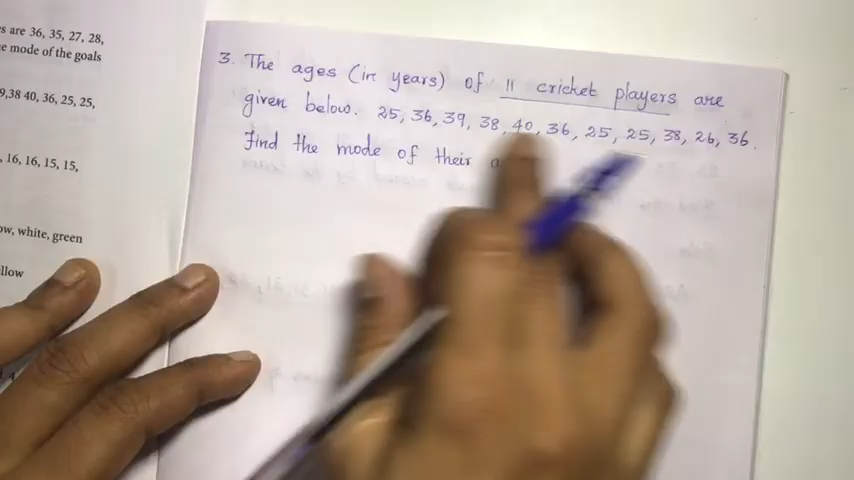 s are 36, 35, 27, 28,
e mode of the goals
9,38 40, 36, 25, 25,
, 16, 16, 15, 15,
ow, white, green
llow
3. The ages (in years) of 11 cricket players are
given below. 25, 36, 39, 38, 40, 36, 25, 25, 38, 26, 36.
Find the mode of their